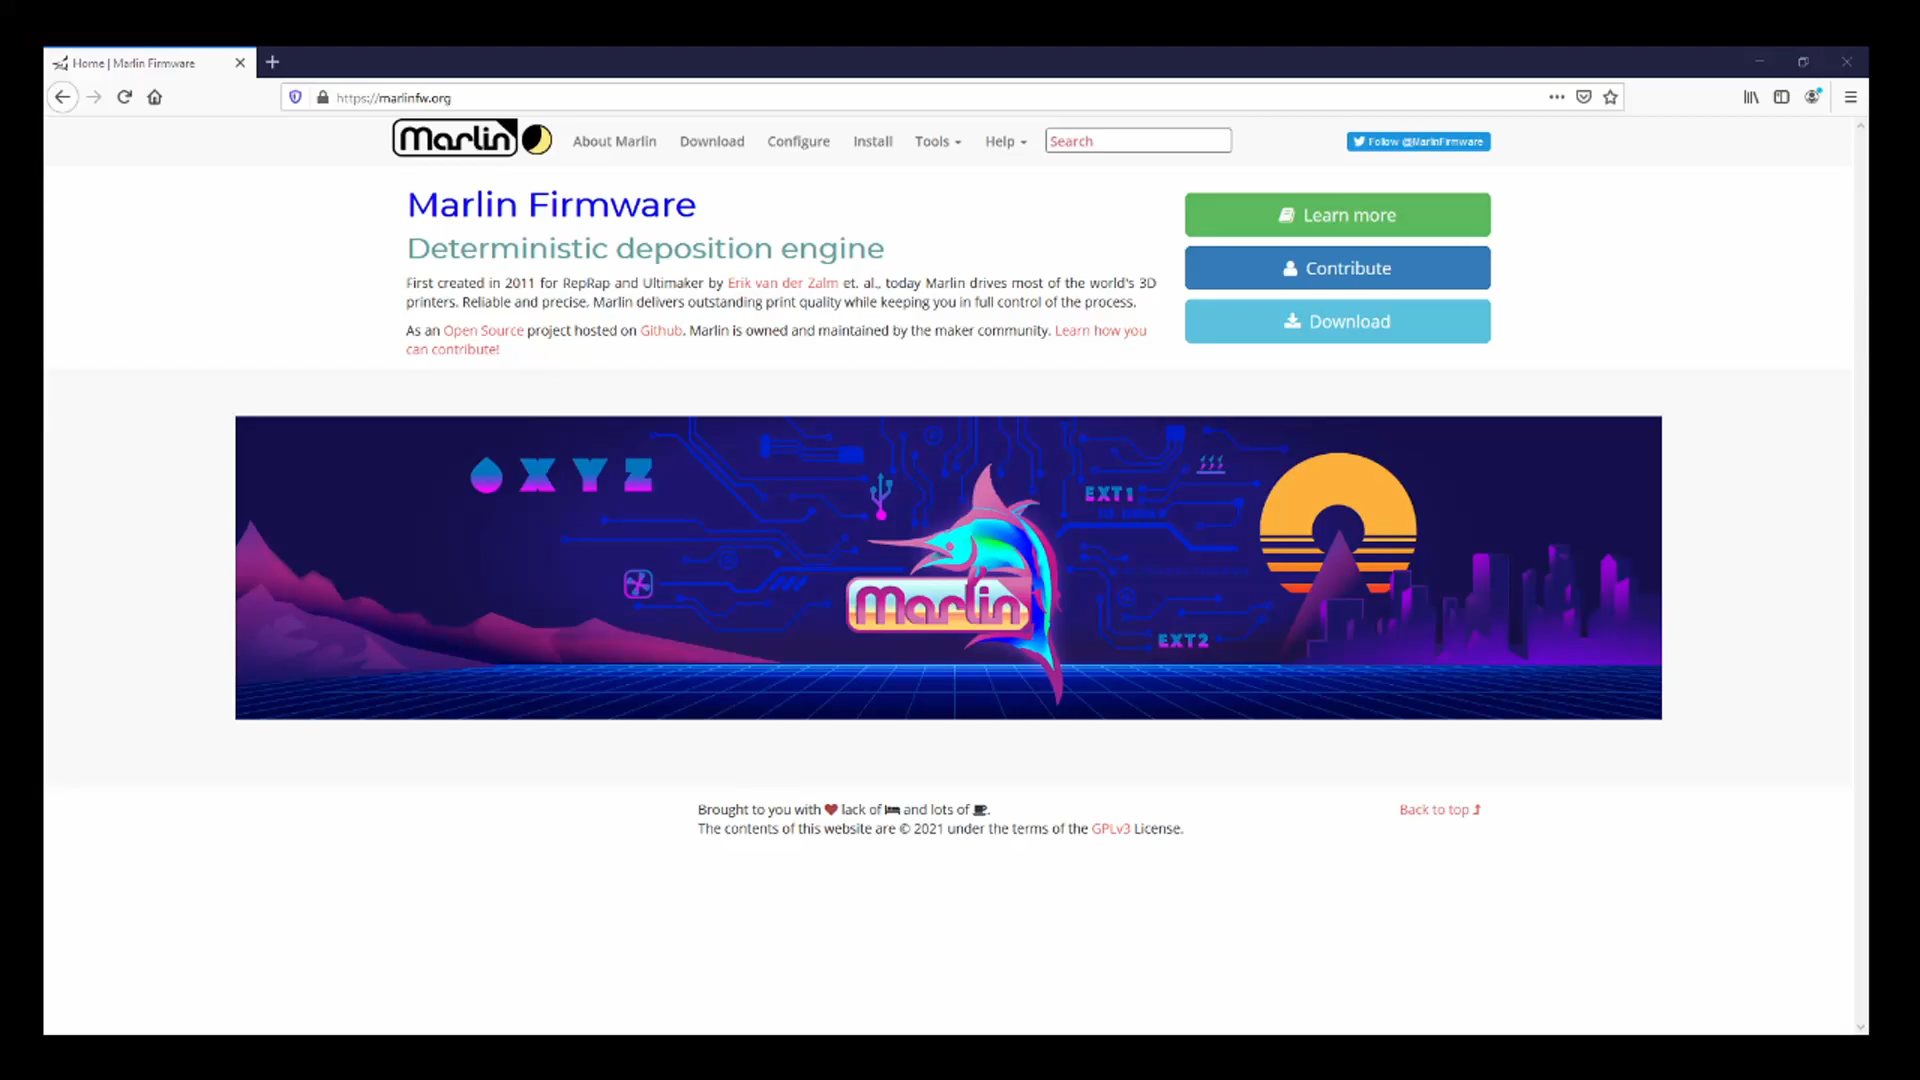 Home | Marlin Firmware
https://marlinfw.org
Marlin
About Marlin
Download
Configure
Install
Tools
Help
Search
Follow @MarlinFirmware
Marlin Firmware
Deterministic deposition engine
First created in 2011 for RepRap and Ultimaker by Erik van der Zalm et. al., today Marlin drives most of the world's 3D
printers. Reliable and precise, Marlin delivers outstanding print quality while keeping you in full control of the process.
As an Open Source project hosted on Github, Marlin is owned and maintained by the maker community. Learn how you
can contribute!
Learn more
Contribute
Download
X Y Z
EXT1
Marlin
EXT2
Brought to you with lack of and lots of .
The contents of this website are © 2021 under the terms of the GPLv3 License.
Back to top